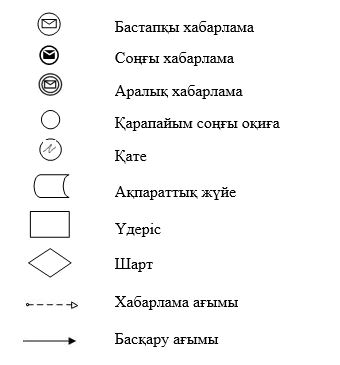 Бастапқы хабарлама
Соңғы хабарлама
Аралық хабарлама
Қарапайым соңғы оқиға
Қате
Ақпараттық жүйе
Үдеріс
Шарт
Хабарлама ағымы
Басқару ағымы